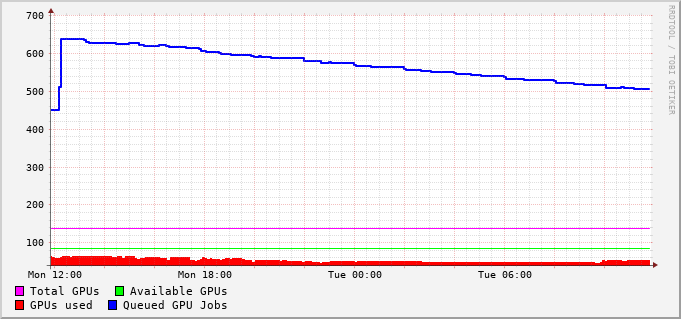 700
600
500
400
300
200
100
Mon 12:00 Mon 18:00 Tue 00:00 Tue 06:00
Total GPUs Available GPUs
GPUs used Queued GPU Jobs
RRDTOOL / TOBI OETIKER